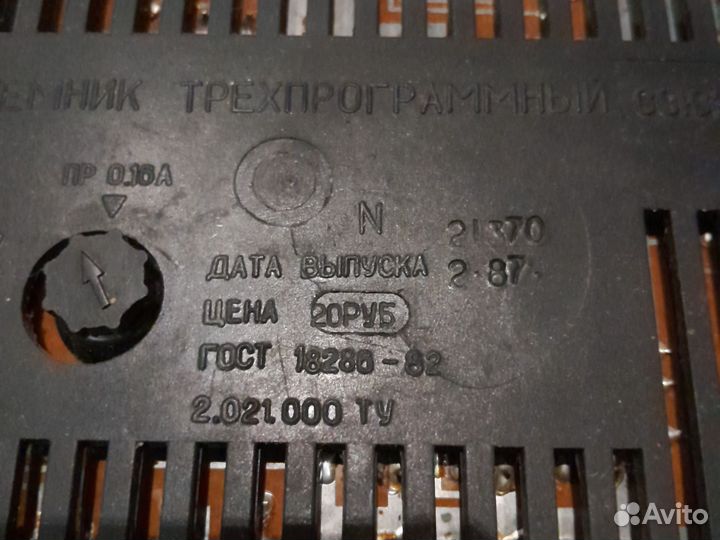 ЕМНИК ТРЕХПРОГРАММНЫЙ
ПР 0.16А
N 21370
ДАТА ВЫПУСКА 2-87
ЦЕНА 20РУБ
ГОСТ 18286-82
2.021.000 ТУ
Avito